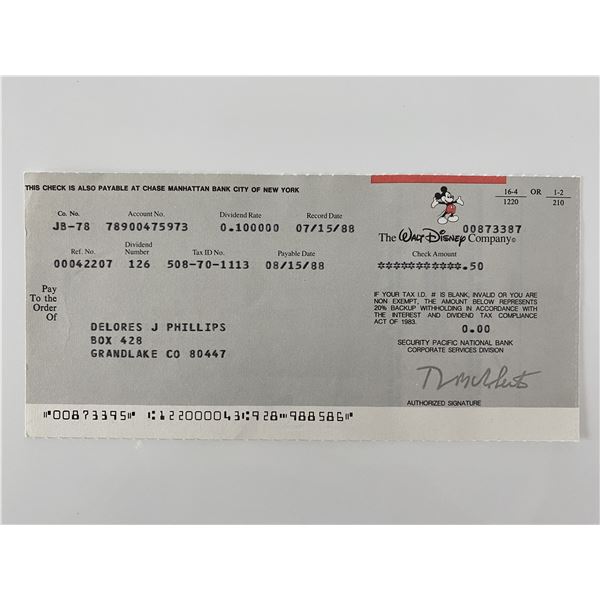 THIS CHECK IS ALSO PAYABLE AT CHASE MANHATTAN BANK CITY OF NEW YORK
16-4 OR 1-2
1220 210
Co. No. Account No. Dividend Rate Record Date
JB-78 78900475973 0.100000 07/15/88
00873387
The Walt Disney Company®
Ref. No. Dividend Number Tax ID No. Payable Date
00042207 126 508-70-1113 08/15/88
Check Amount
************.50
Pay
To the
Order
Of
DELORES J PHILLIPS
BOX 428
GRANDLAKE CO 80447
IF YOUR TAX I.D. # IS BLANK, INVALID OR YOU ARE
NON EXEMPT, THE AMOUNT BELOW REPRESENTS
20% BACKUP WITHHOLDING IN ACCORDANCE WITH
THE INTEREST AND DIVIDEND TAX COMPLIANCE
ACT OF 1983.
0.00
SECURITY PACIFIC NATIONAL BANK
CORPORATE SERVICES DIVISION
AUTHORIZED SIGNATURE
⑈00873395⑈ ⑆122000043⑆928⑉988586⑈